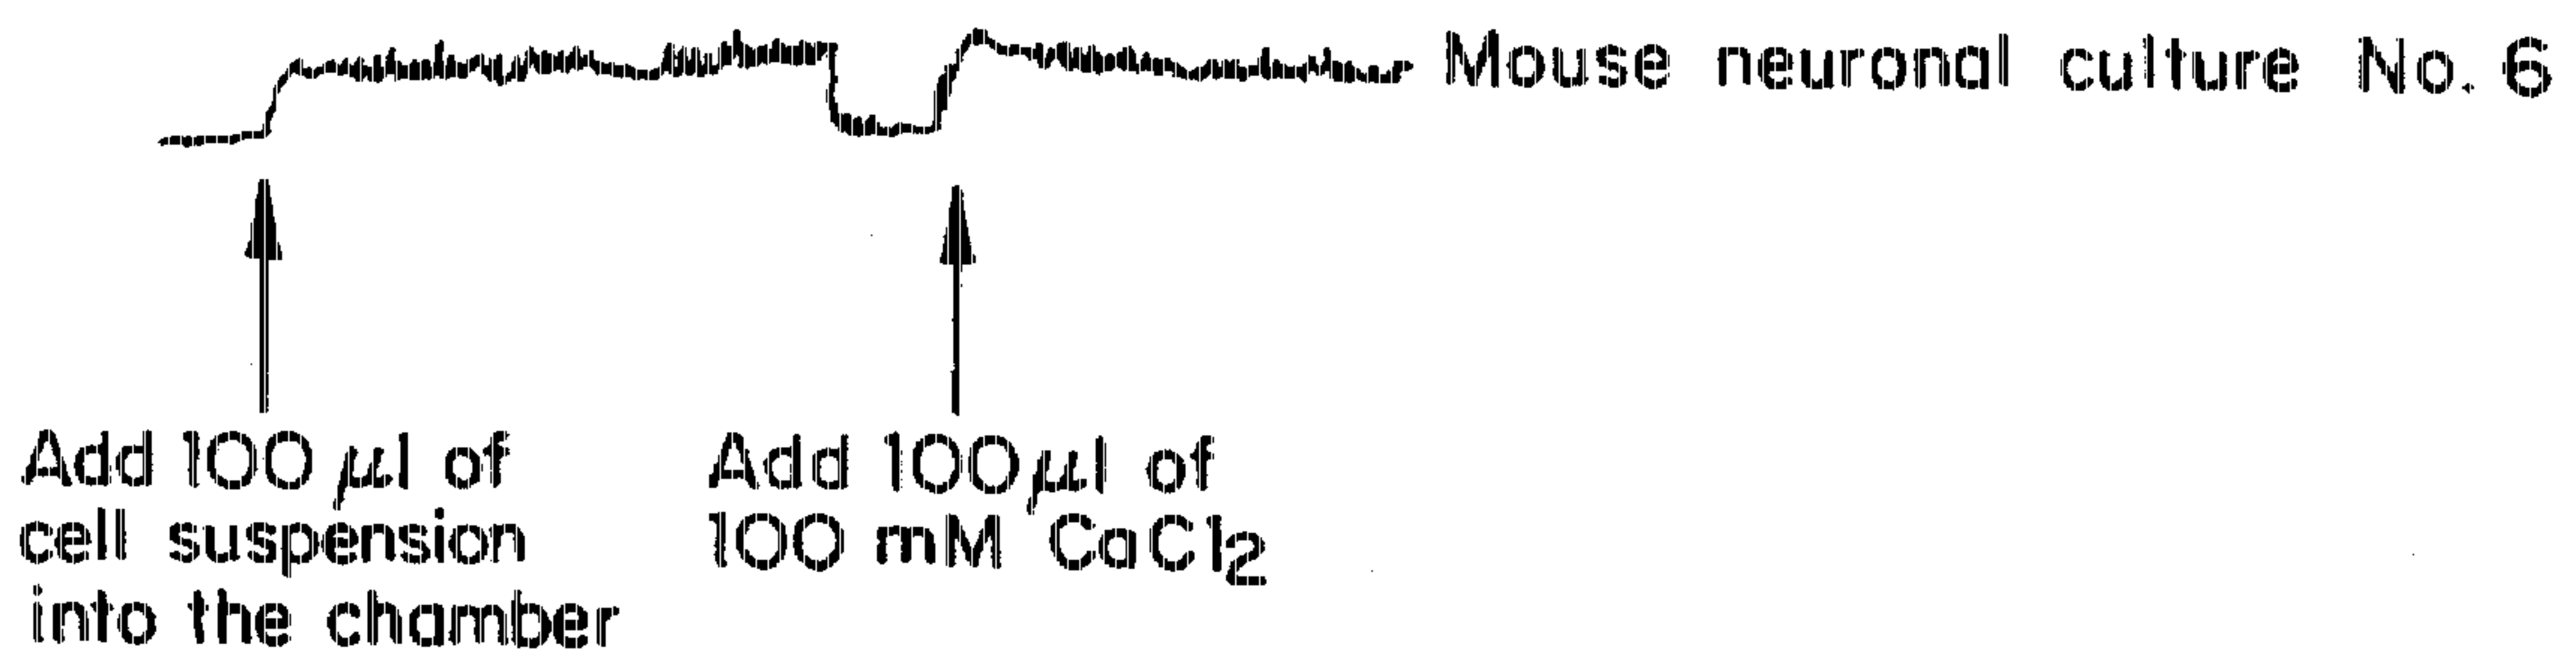 Mouse neuronal culture No. 6
Add 100 μl of
cell suspension
into the chamber
Add 100 μl of
100 mM CaCl2